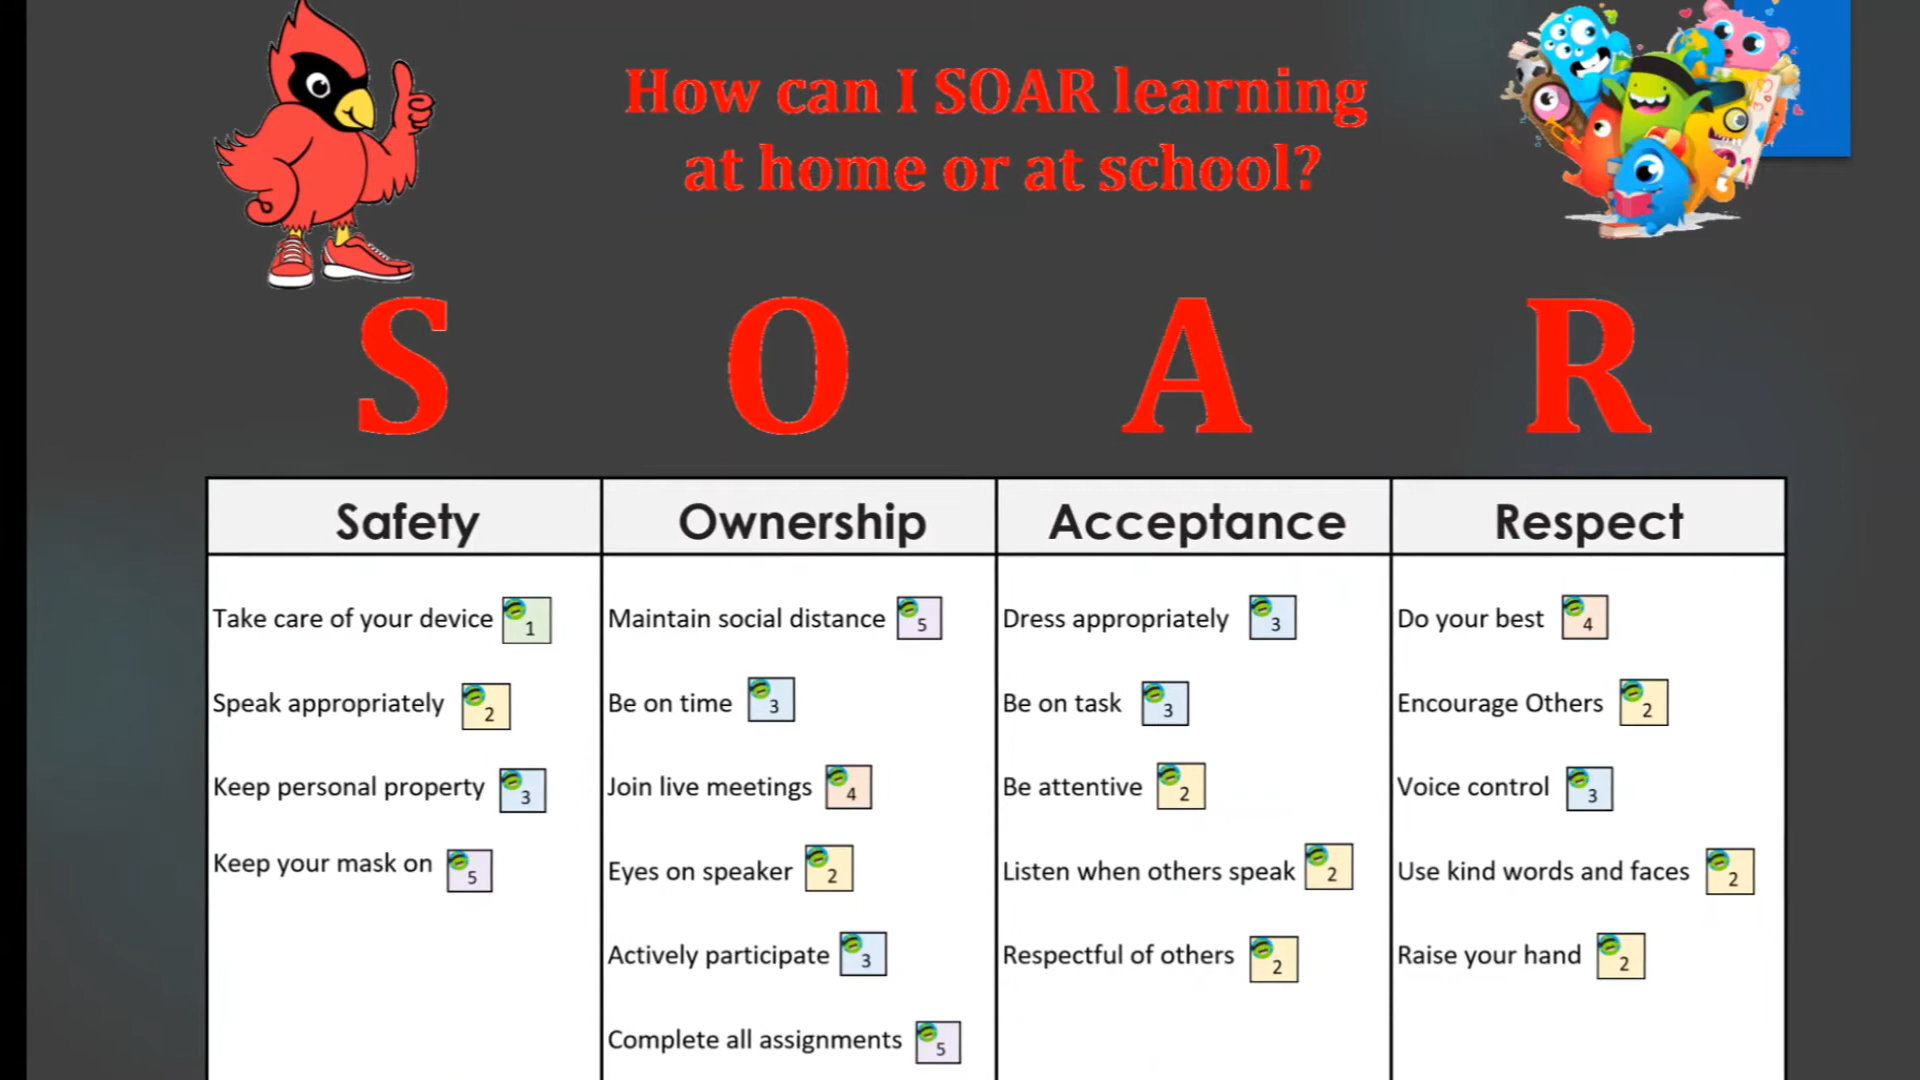 How can I SOAR learning
at home or at school?
S O A R
Safety Ownership Acceptance Respect
Take care of your device 1
Speak appropriately 2
Keep personal property 3
Keep your mask on 5
Maintain social distance 5
Be on time 3
Join live meetings 4
Eyes on speaker 2
Actively participate 3
Complete all assignments 5
Dress appropriately 3
Be on task 3
Be attentive 2
Listen when others speak 2
Respectful of others 2
Do your best 4
Encourage Others 2
Voice control 3
Use kind words and faces 2
Raise your hand 2